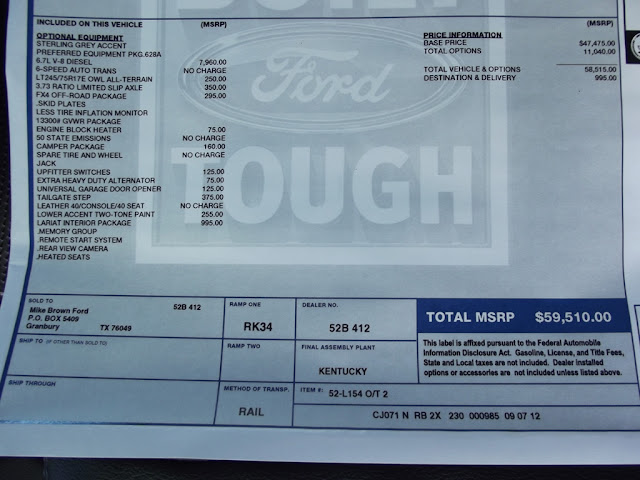 BUILT
Ford
TOUGH
INCLUDED ON THIS VEHICLE (MSRP)
OPTIONAL EQUIPMENT
STERLING GREY ACCENT
PREFERRED EQUIPMENT PKG.628A
6.7L V-8 DIESEL 7,960.00
6-SPEED AUTO TRANS NO CHARGE
LT245/75R17E OWL ALL-TERRAIN 250.00
3.73 RATIO LIMITED SLIP AXLE 350.00
FX4 OFF-ROAD PACKAGE 295.00
.SKID PLATES
LESS TIRE INFLATION MONITOR
13300# GVWR PACKAGE
ENGINE BLOCK HEATER 75.00
50 STATE EMISSIONS NO CHARGE
CAMPER PACKAGE 160.00
SPARE TIRE AND WHEEL NO CHARGE
JACK
UPFITTER SWITCHES 125.00
EXTRA HEAVY DUTY ALTERNATOR 75.00
UNIVERSAL GARAGE DOOR OPENER 125.00
TAILGATE STEP 375.00
LEATHER 40/CONSOLE/40 SEAT NO CHARGE
LOWER ACCENT TWO-TONE PAINT 255.00
LARIAT INTERIOR PACKAGE 995.00
.MEMORY GROUP
.REMOTE START SYSTEM
.REAR VIEW CAMERA
.HEATED SEATS
PRICE INFORMATION (MSRP)
BASE PRICE $47,475.00
TOTAL OPTIONS 11,040.00
TOTAL VEHICLE & OPTIONS 58,515.00
DESTINATION & DELIVERY 995.00
SOLD TO
Mike Brown Ford 52B 412
P.O. BOX 5409
Granbury TX 76049
SHIP TO (IF OTHER THAN SOLD TO)
SHIP THROUGH
RAMP ONE
RK34
RAMP TWO
METHOD OF TRANSP.
RAIL
DEALER NO.
52B 412
FINAL ASSEMBLY PLANT
KENTUCKY
ITEM #: 52-L154 O/T 2
CJ071 N RB 2X 230 000985 09 07 12
TOTAL MSRP $59,510.00
This label is affixed pursuant to the Federal Automobile
Information Disclosure Act. Gasoline, License, and Title Fees,
State and Local taxes are not included. Dealer installed
options or accessories are not included unless listed above.